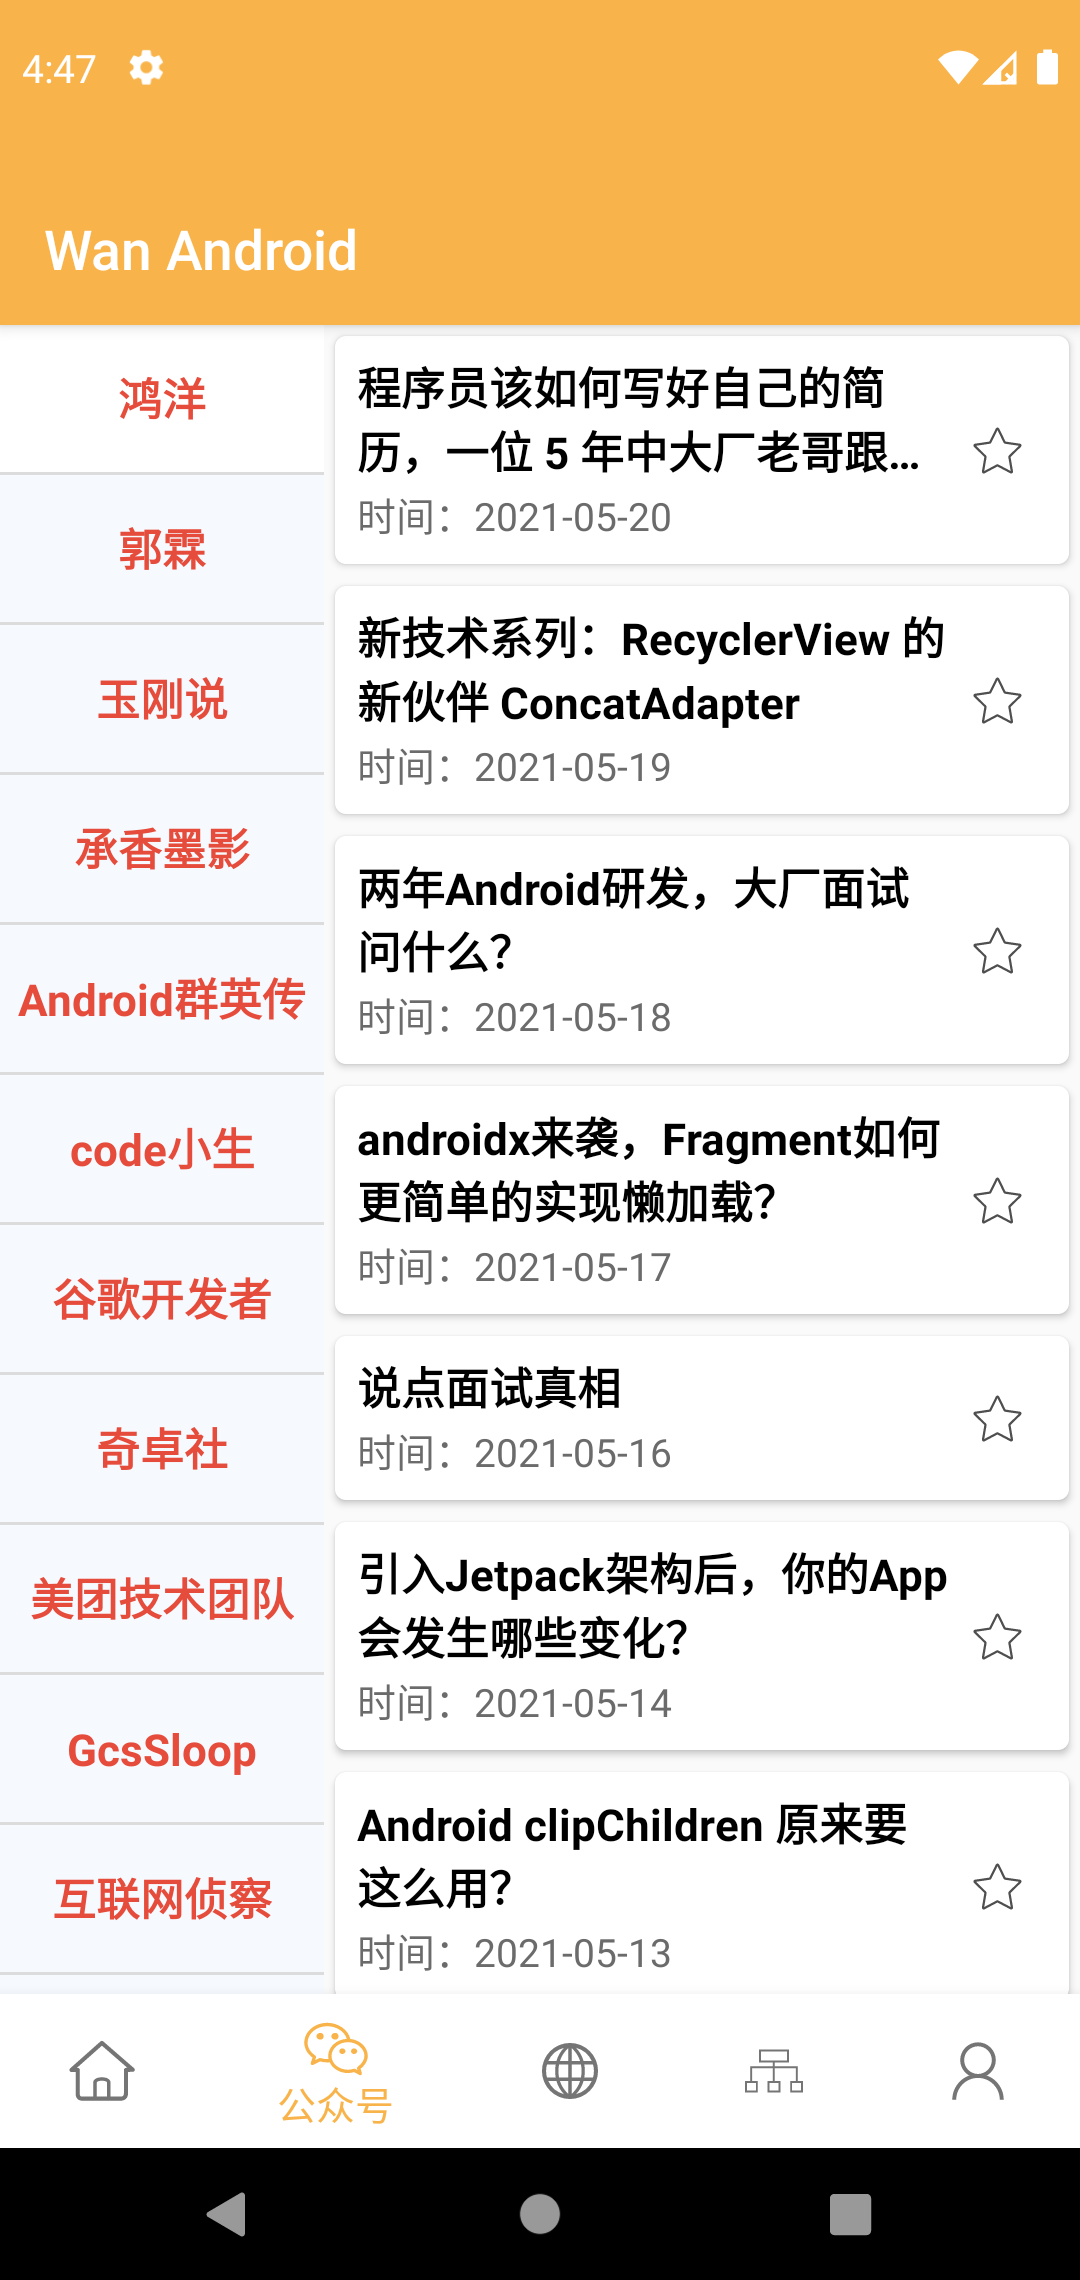 4:47
Wan Android
鸿洋
郭霖
玉刚说
承香墨影
Android群英传
code小生
谷歌开发者
奇卓社
美团技术团队
GcsSloop
互联网侦察
程序员该如何写好自己的简
历，一位 5 年中大厂老哥跟…
时间：2021-05-20
新技术系列：RecyclerView 的
新伙伴 ConcatAdapter
时间：2021-05-19
两年Android研发，大厂面试
问什么？
时间：2021-05-18
androidx来袭，Fragment如何
更简单的实现懒加载？
时间：2021-05-17
说点面试真相
时间：2021-05-16
引入Jetpack架构后，你的App
会发生哪些变化？
时间：2021-05-14
Android clipChildren 原来要
这么用？
时间：2021-05-13
公众号